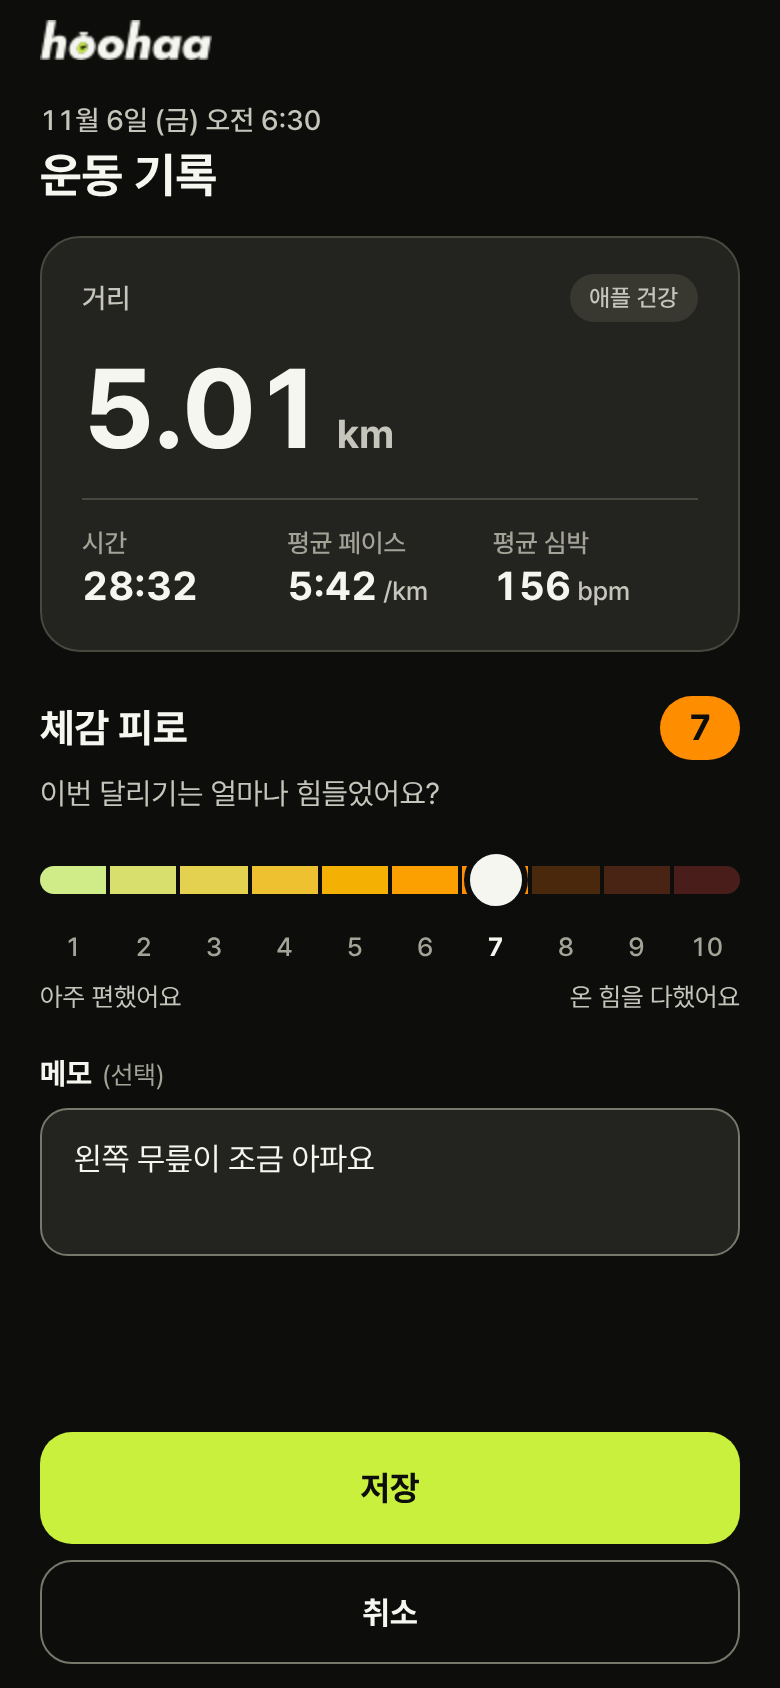 hoohaa
11월 6일 (금) 오전 6:30
운동 기록
거리
애플 건강
5.01 km
시간 평균 페이스 평균 심박
28:32 5:42 /km 156 bpm
체감 피로 7
이번 달리기는 얼마나 힘들었어요?
1 2 3 4 5 6 7 8 9 10
아주 편했어요 온 힘을 다했어요
메모 (선택)
왼쪽 무릎이 조금 아파요
저장
취소